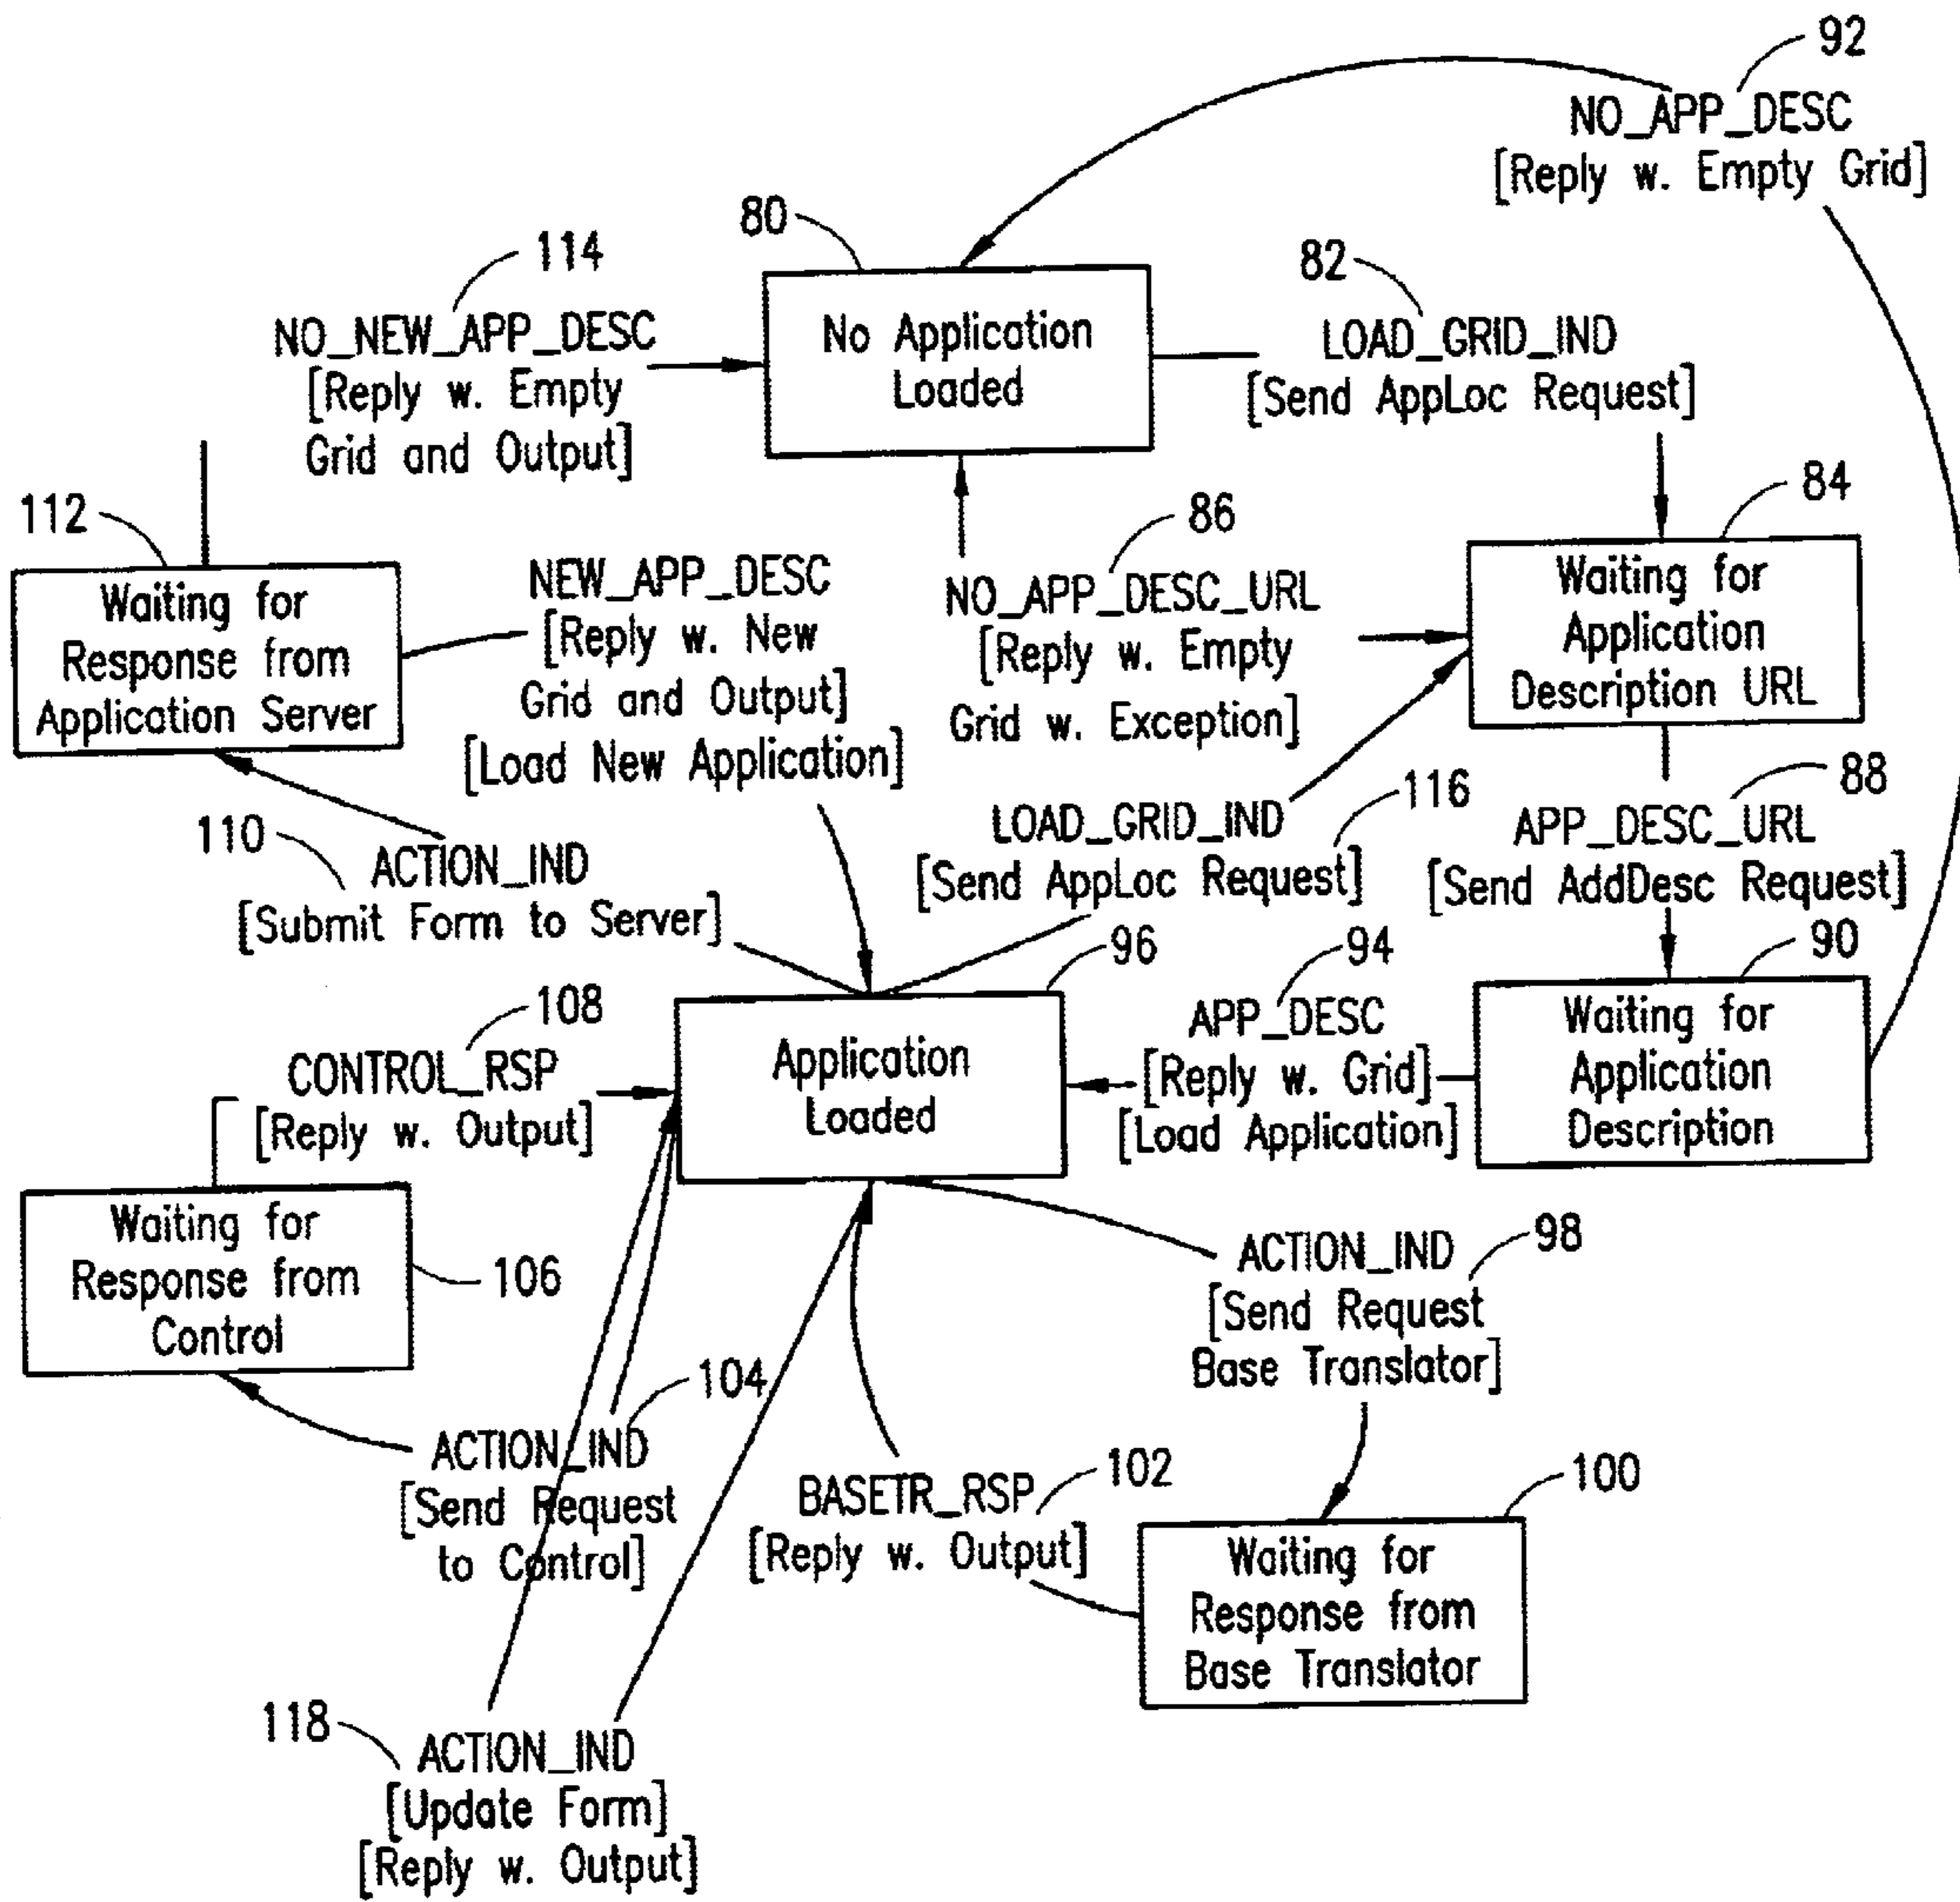 92
NO_APP_DESC
[Reply w. Empty Grid]
80
114
82
NO_NEW_APP_DESC
[Reply w. Empty
Grid and Output]
No Application
Loaded
LOAD_GRID_IND
[Send AppLoc Request]
112
86
84
Waiting for
Response from
Application Server
NEW_APP_DESC
[Reply w. New
Grid and Output]
[Load New Application]
NO_APP_DESC_URL
[Reply w. Empty
Grid w. Exception]
Waiting for
Application
Description URL
110
ACTION_IND
[Submit Form to Server]
LOAD_GRID_IND
[Send AppLoc Request]
116
88
APP_DESC_URL
[Send AddDesc Request]
108
CONTROL_RSP
[Reply w. Output]
96
Application
Loaded
94
APP_DESC
[Reply w. Grid]
[Load Application]
90
Waiting for
Application
Description
Waiting for
Response from
Control
106
ACTION_IND
[Send Request
Base Translator]
98
104
ACTION_IND
[Send Request
to Control]
BASETR_RSP
[Reply w. Output]
102
100
Waiting for
Response from
Base Translator
118
ACTION_IND
[Update Form]
[Reply w. Output]